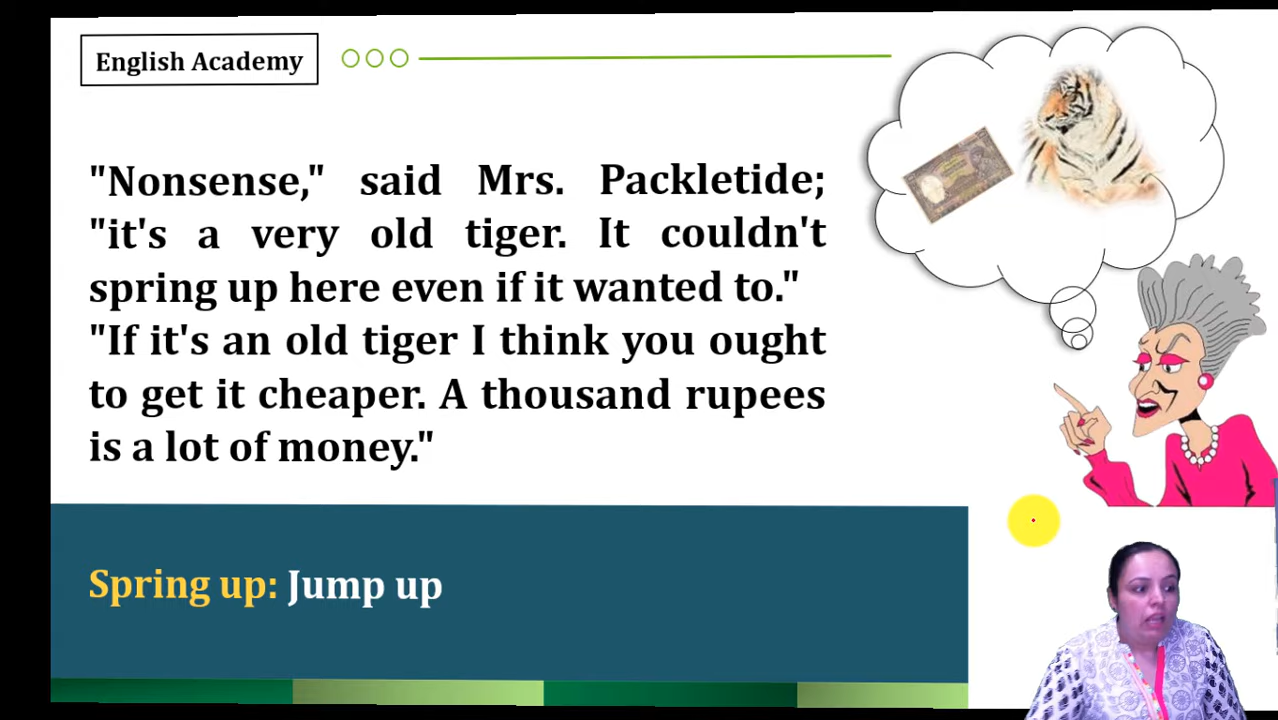 English Academy
"Nonsense," said Mrs. Packletide;
"it's a very old tiger. It couldn't
spring up here even if it wanted to."
"If it's an old tiger I think you ought
to get it cheaper. A thousand rupees
is a lot of money."
Spring up: Jump up